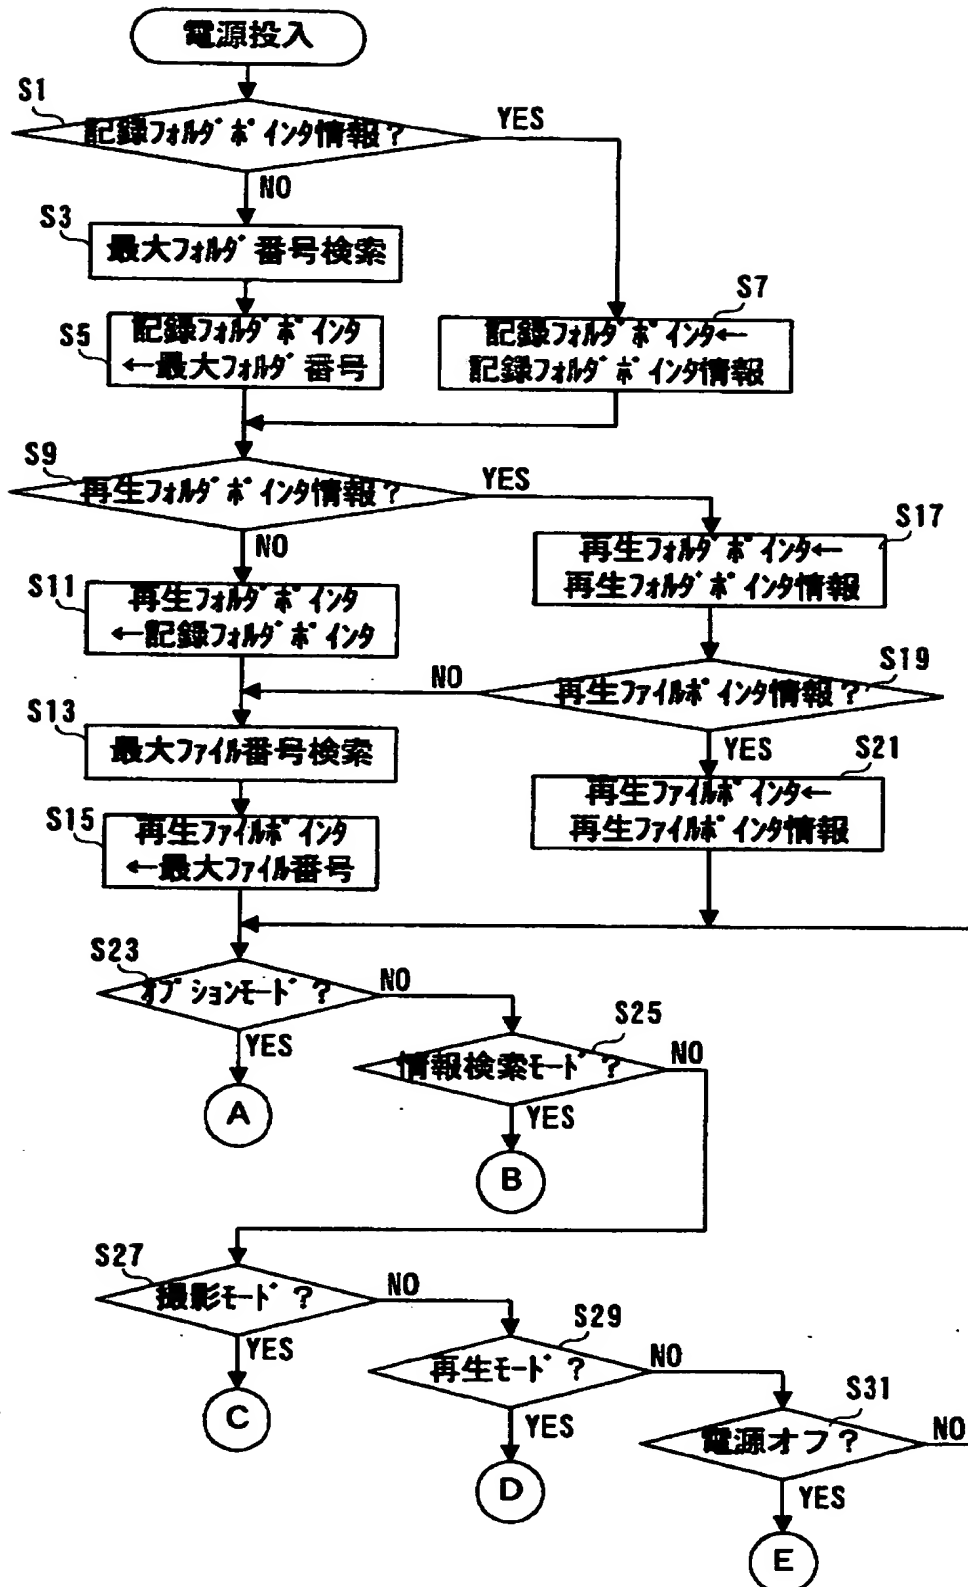 電源投入
S1
記録フォルダポインタ情報?
YES
NO
S3
最大フォルダ番号検索
S5
記録フォルダポインタ
←最大フォルダ番号
S7
記録フォルダポインタ←
記録フォルダポインタ情報
S9
再生フォルダポインタ情報?
YES
NO
S11
再生フォルダポインタ
←記録フォルダポインタ
S17
再生フォルダポインタ←
再生フォルダポインタ情報
S19
再生ファイルポインタ情報?
NO
YES
S13
最大ファイル番号検索
S21
再生ファイルポインタ←
再生ファイルポインタ情報
S15
再生ファイルポインタ
←最大ファイル番号
S23
オプションモード?
NO
YES
A
S25
情報検索モード?
NO
YES
B
S27
撮影モード?
NO
YES
C
S29
再生モード?
NO
YES
D
S31
電源オフ?
NO
YES
E